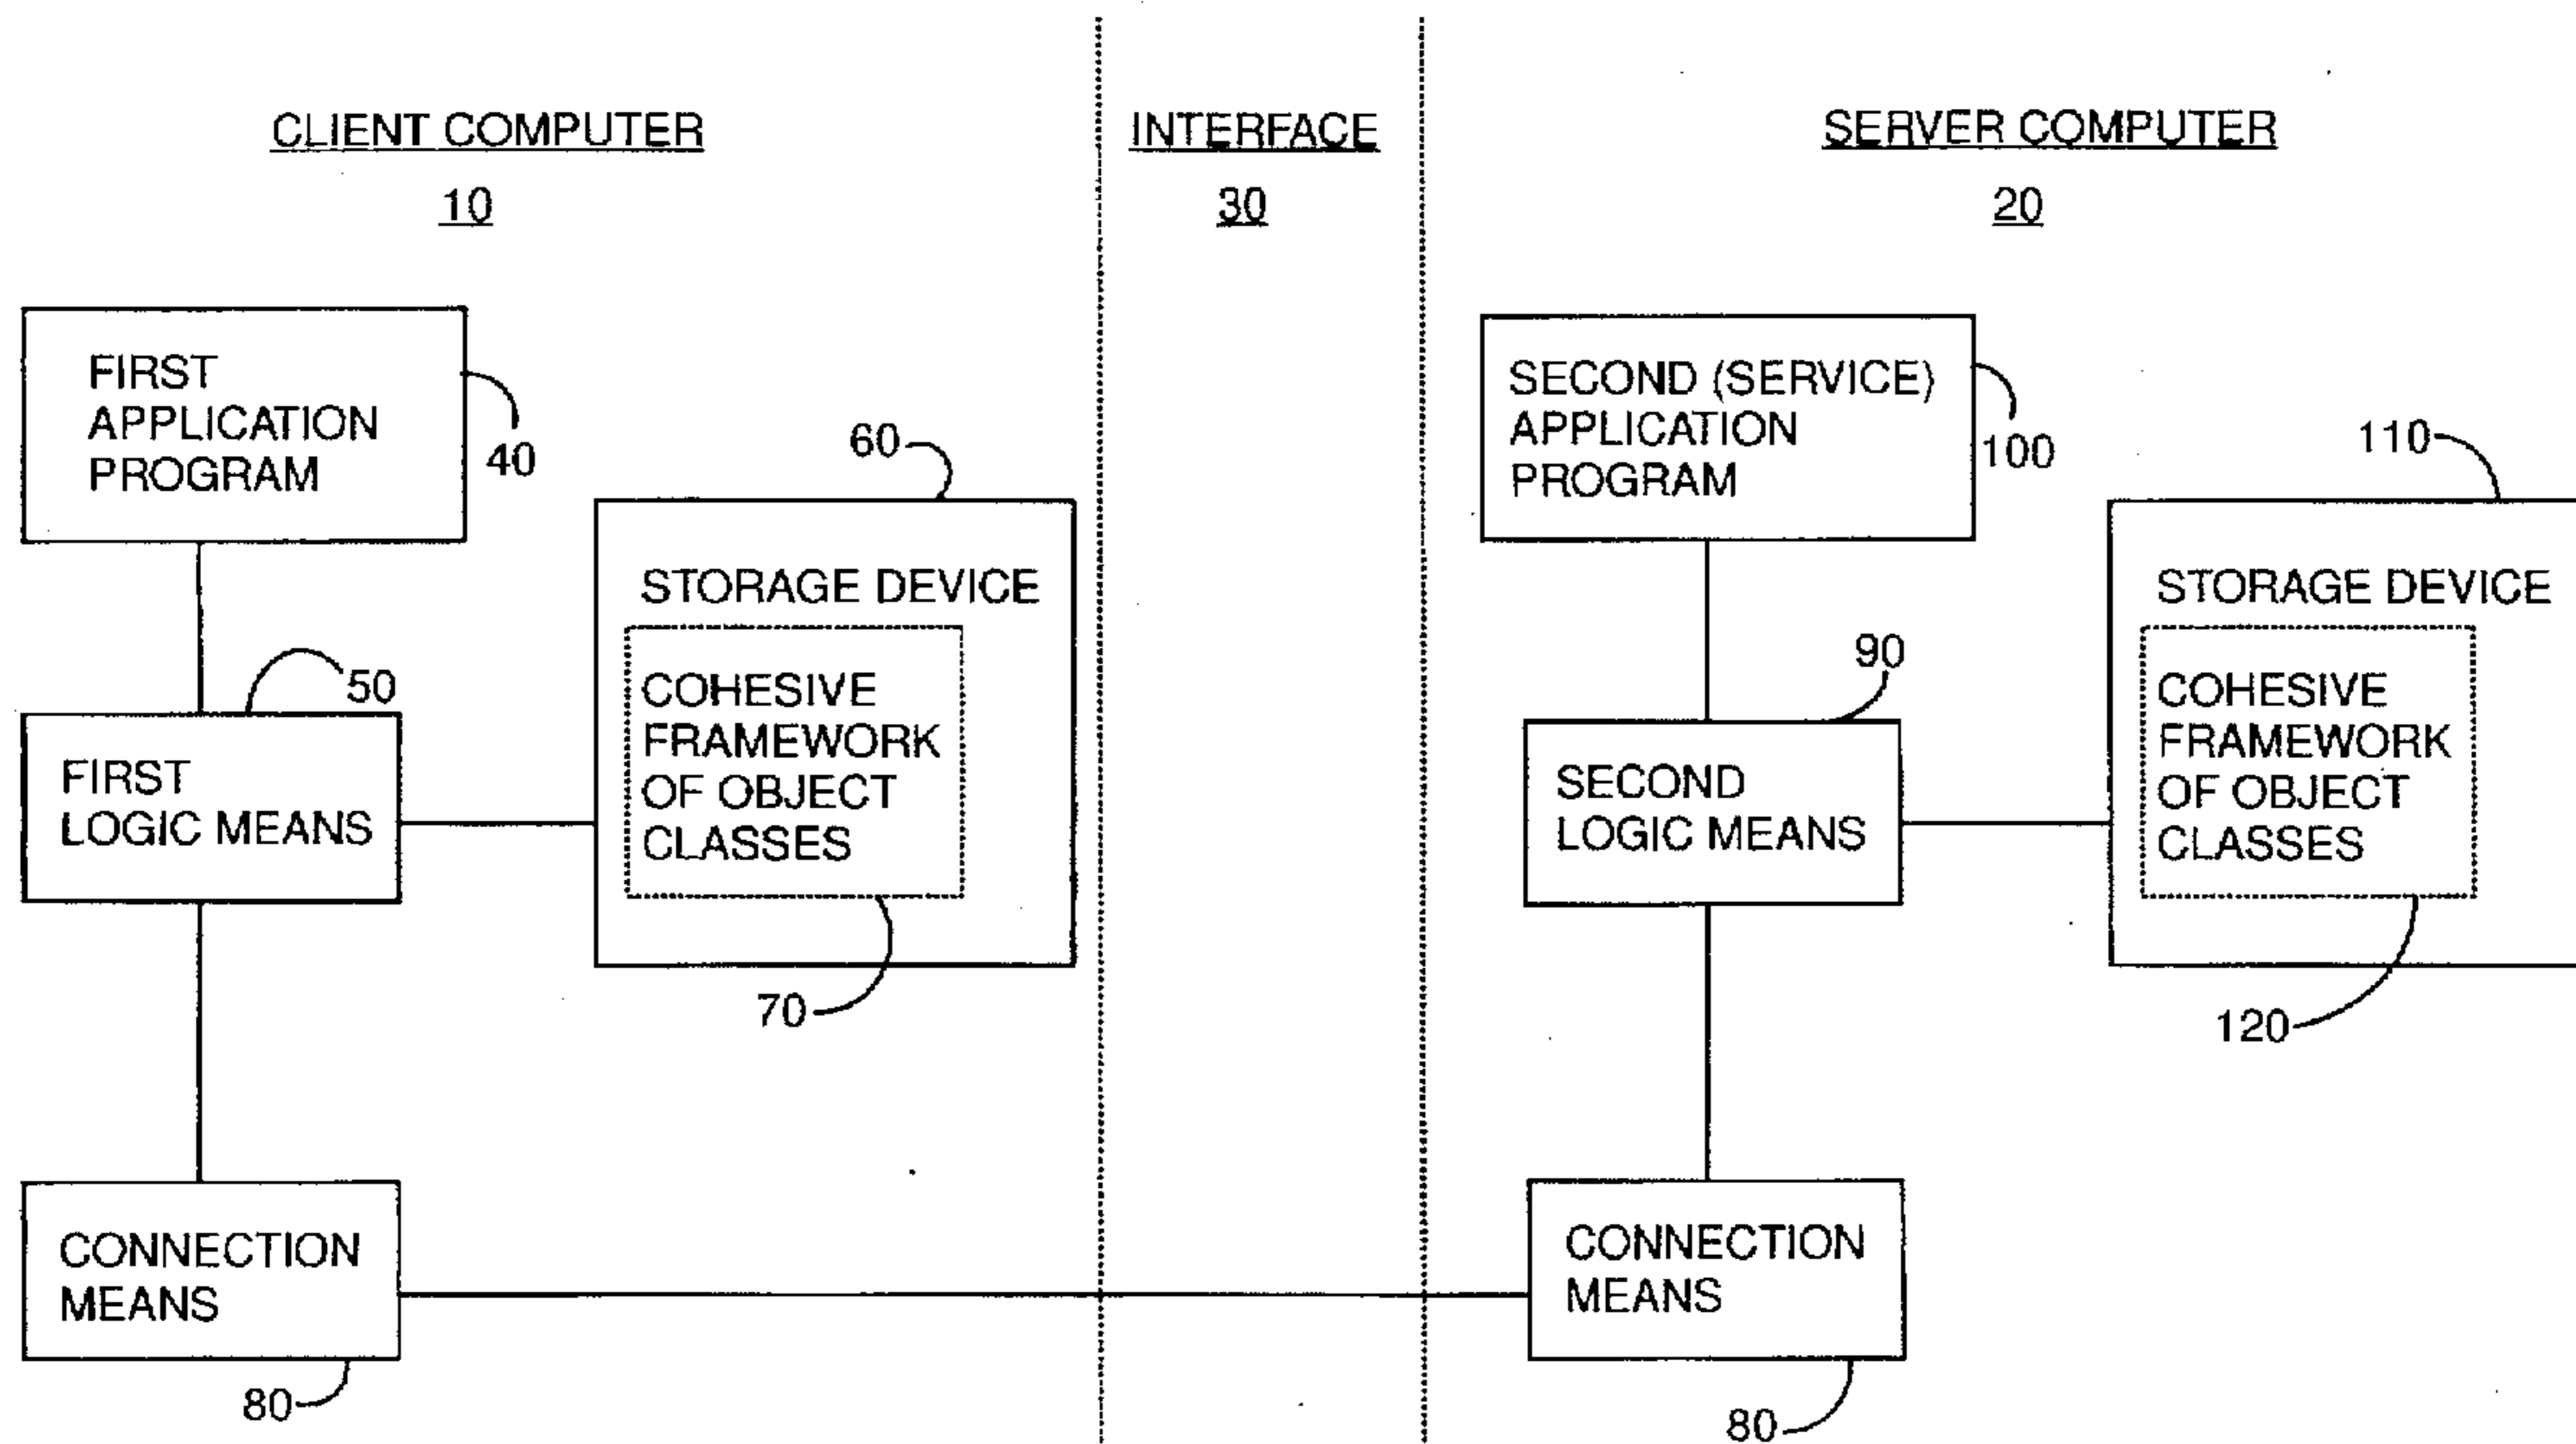 CLIENT COMPUTER
10
INTERFACE
30
SERVER COMPUTER
20
FIRST
APPLICATION
PROGRAM
40
60
STORAGE DEVICE
COHESIVE
FRAMEWORK
OF OBJECT
CLASSES
70
50
FIRST
LOGIC MEANS
CONNECTION
MEANS
80
SECOND (SERVICE)
APPLICATION
PROGRAM
100
110
STORAGE DEVICE
COHESIVE
FRAMEWORK
OF OBJECT
CLASSES
120
90
SECOND
LOGIC MEANS
CONNECTION
MEANS
80